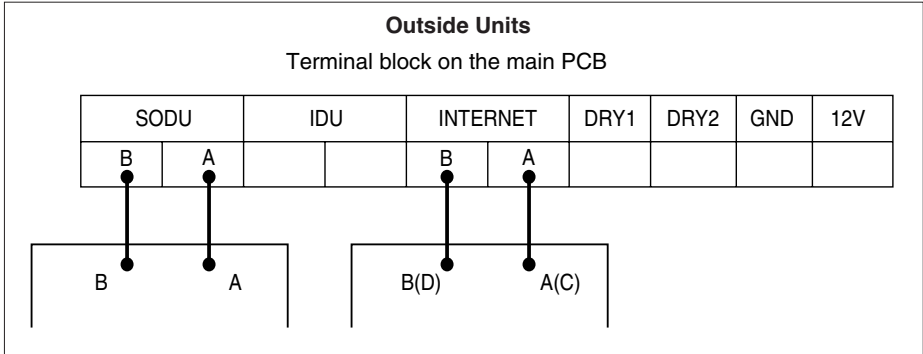 Outside Units
Terminal block on the main PCB
SODU IDU INTERNET DRY1 DRY2 GND 12V
B A B A
B A B(D) A(C)